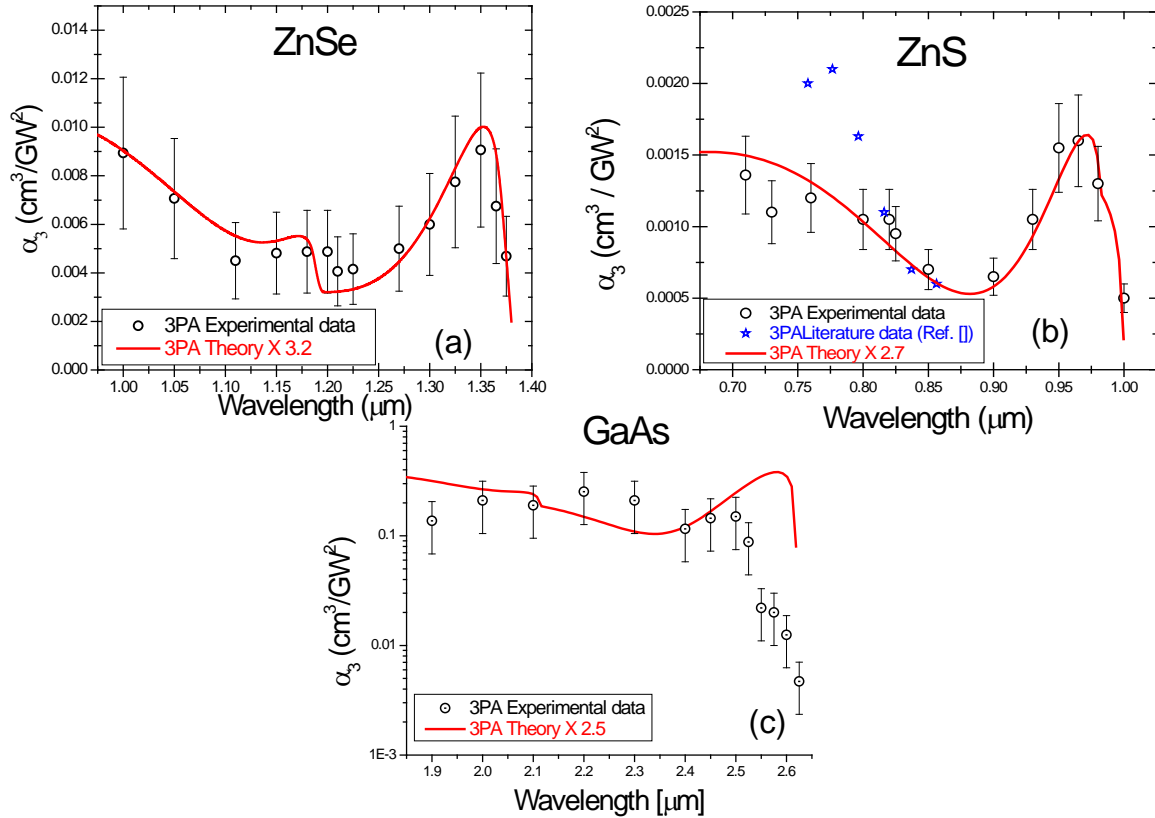 ZnSe
0.014
0.012
0.010
0.008
0.006
0.004
0.002
0.000
α₃ (cm³/GW²)
3PA Experimental data
3PA Theory X 3.2
(a)
1.00 1.05 1.10 1.15 1.20 1.25 1.30 1.35 1.40
Wavelength (μm)
ZnS
0.0025
0.0020
0.0015
0.0010
0.0005
0.0000
α₃ (cm³ / GW²)
3PA Experimental data
3PALiterature data (Ref. [])
3PA Theory X 2.7
(b)
0.70 0.75 0.80 0.85 0.90 0.95 1.00
Wavelength (μm)
GaAs
1
0.1
0.01
1E-3
α₃ (cm³/GW²)
3PA Experimental data
3PA Theory X 2.5
(c)
1.9 2.0 2.1 2.2 2.3 2.4 2.5 2.6
Wavelength [μm]